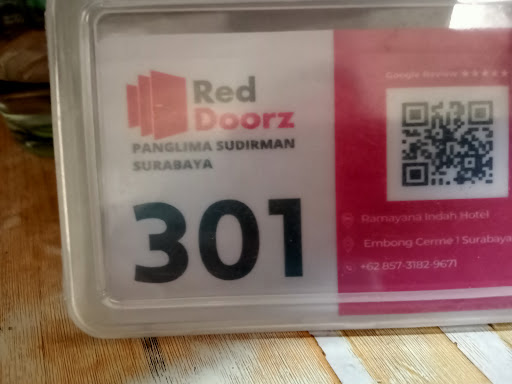 Red
Doorz
PANGLIMA SUDIRMAN
SURABAYA
301
Google Review
Ramayana Indah Hotel
Embong Cerme 1 Surabaya
+62 857-3182-9671